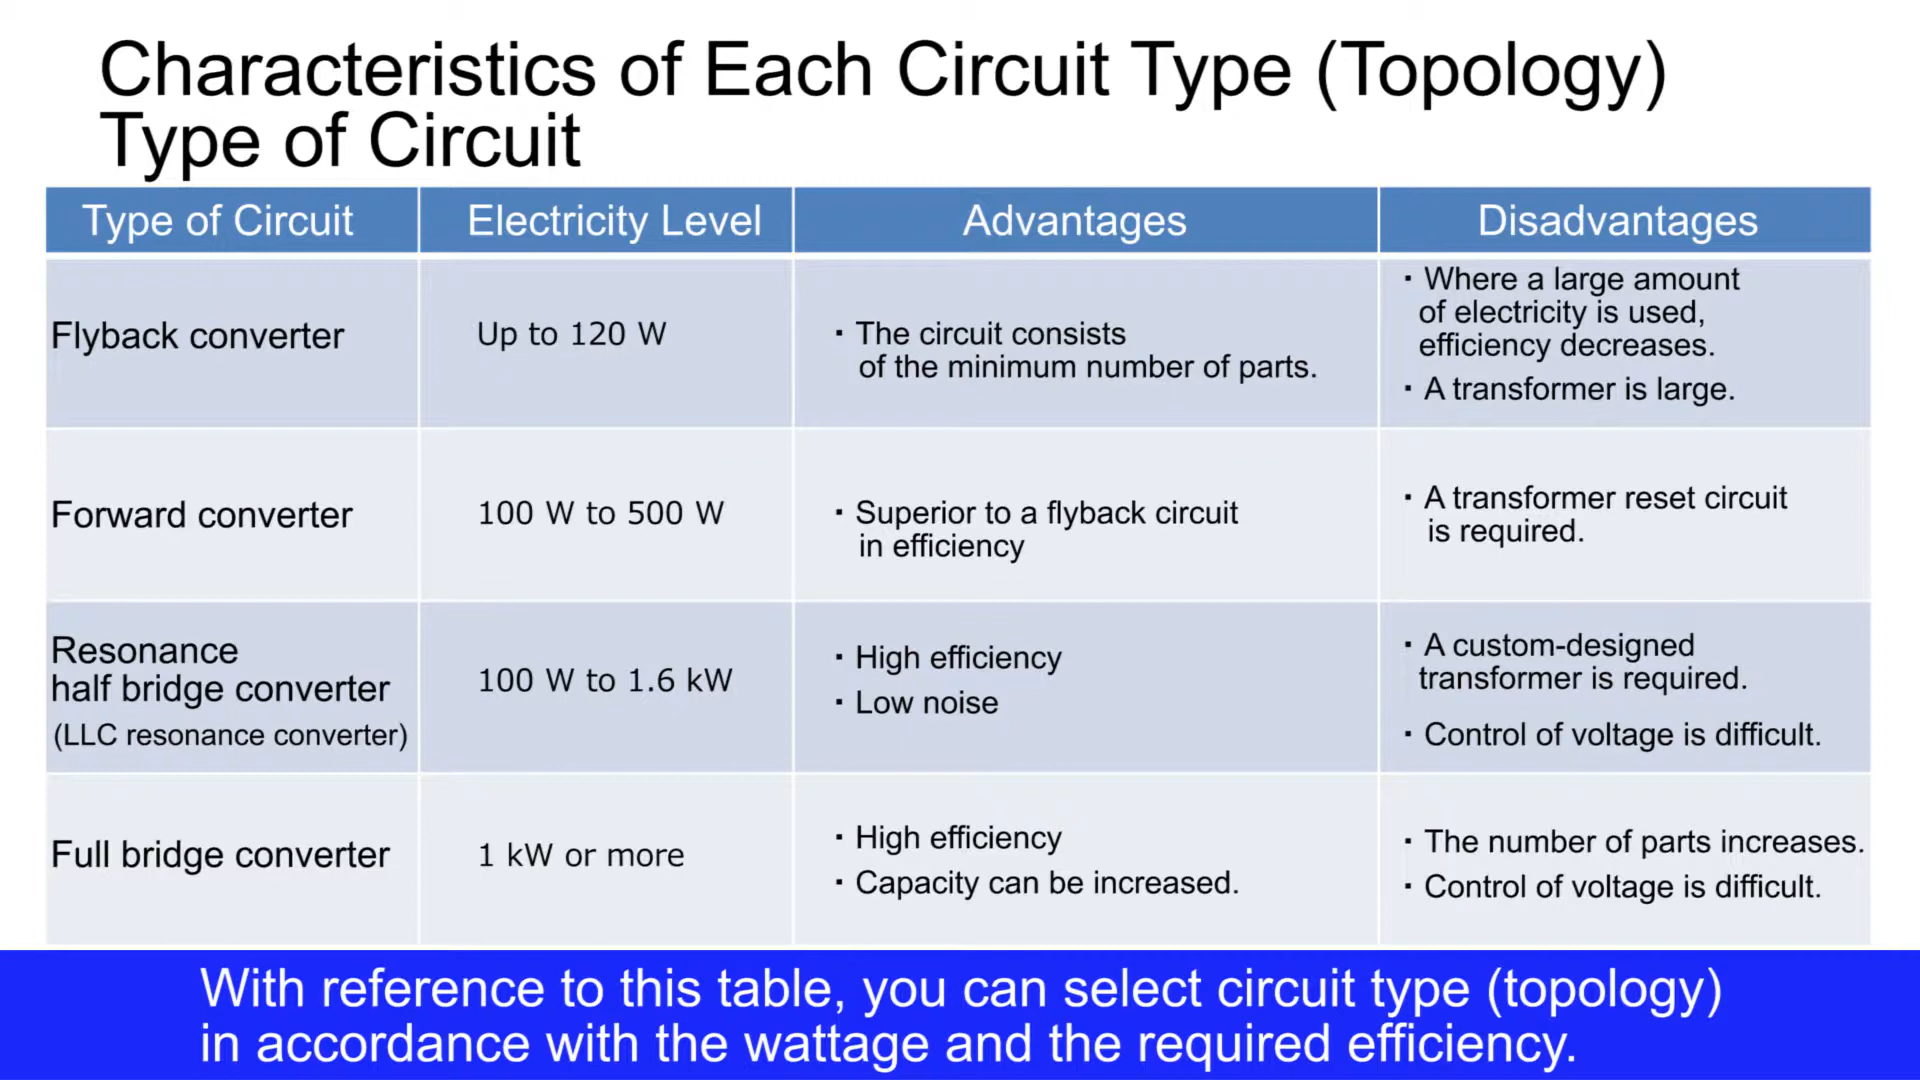 Characteristics of Each Circuit Type (Topology)
Type of Circuit
Type of Circuit
Electricity Level
Advantages
Disadvantages
Flyback converter
Up to 120 W
・The circuit consists
of the minimum number of parts.
・Where a large amount
of electricity is used,
efficiency decreases.
・A transformer is large.
Forward converter
100 W to 500 W
・Superior to a flyback circuit
in efficiency
・A transformer reset circuit
is required.
Resonance
half bridge converter
(LLC resonance converter)
100 W to 1.6 kW
・High efficiency
・Low noise
・A custom-designed
transformer is required.
・Control of voltage is difficult.
Full bridge converter
1 kW or more
・High efficiency
・Capacity can be increased.
・The number of parts increases.
・Control of voltage is difficult.
With reference to this table, you can select circuit type (topology)
in accordance with the wattage and the required efficiency.